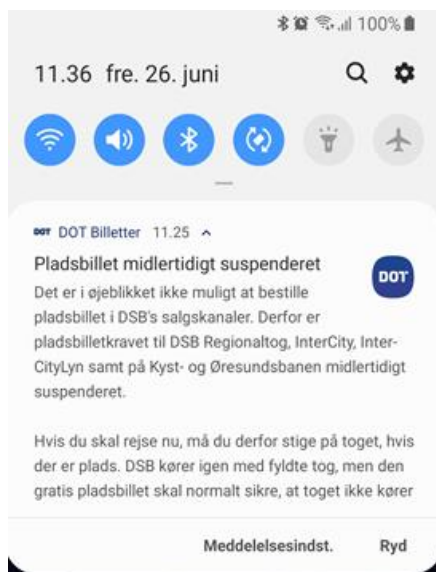 100%
11.36 fre. 26. juni
DOT DOT Billetter 11.25
Pladsbillet midlertidigt suspenderet
DOT
Det er i øjeblikket ikke muligt at bestille
pladsbillet i DSB's salgskanaler. Derfor er
pladsbilletkravet til DSB Regionaltog, InterCity, Inter-
CityLyn samt på Kyst- og Øresundsbanen midlertidigt
suspenderet.
Hvis du skal rejse nu, må du derfor stige på toget, hvis
der er plads. DSB kører igen med fyldte tog, men den
gratis pladsbillet skal normalt sikre, at toget ikke kører
Meddelelsesindst. Ryd